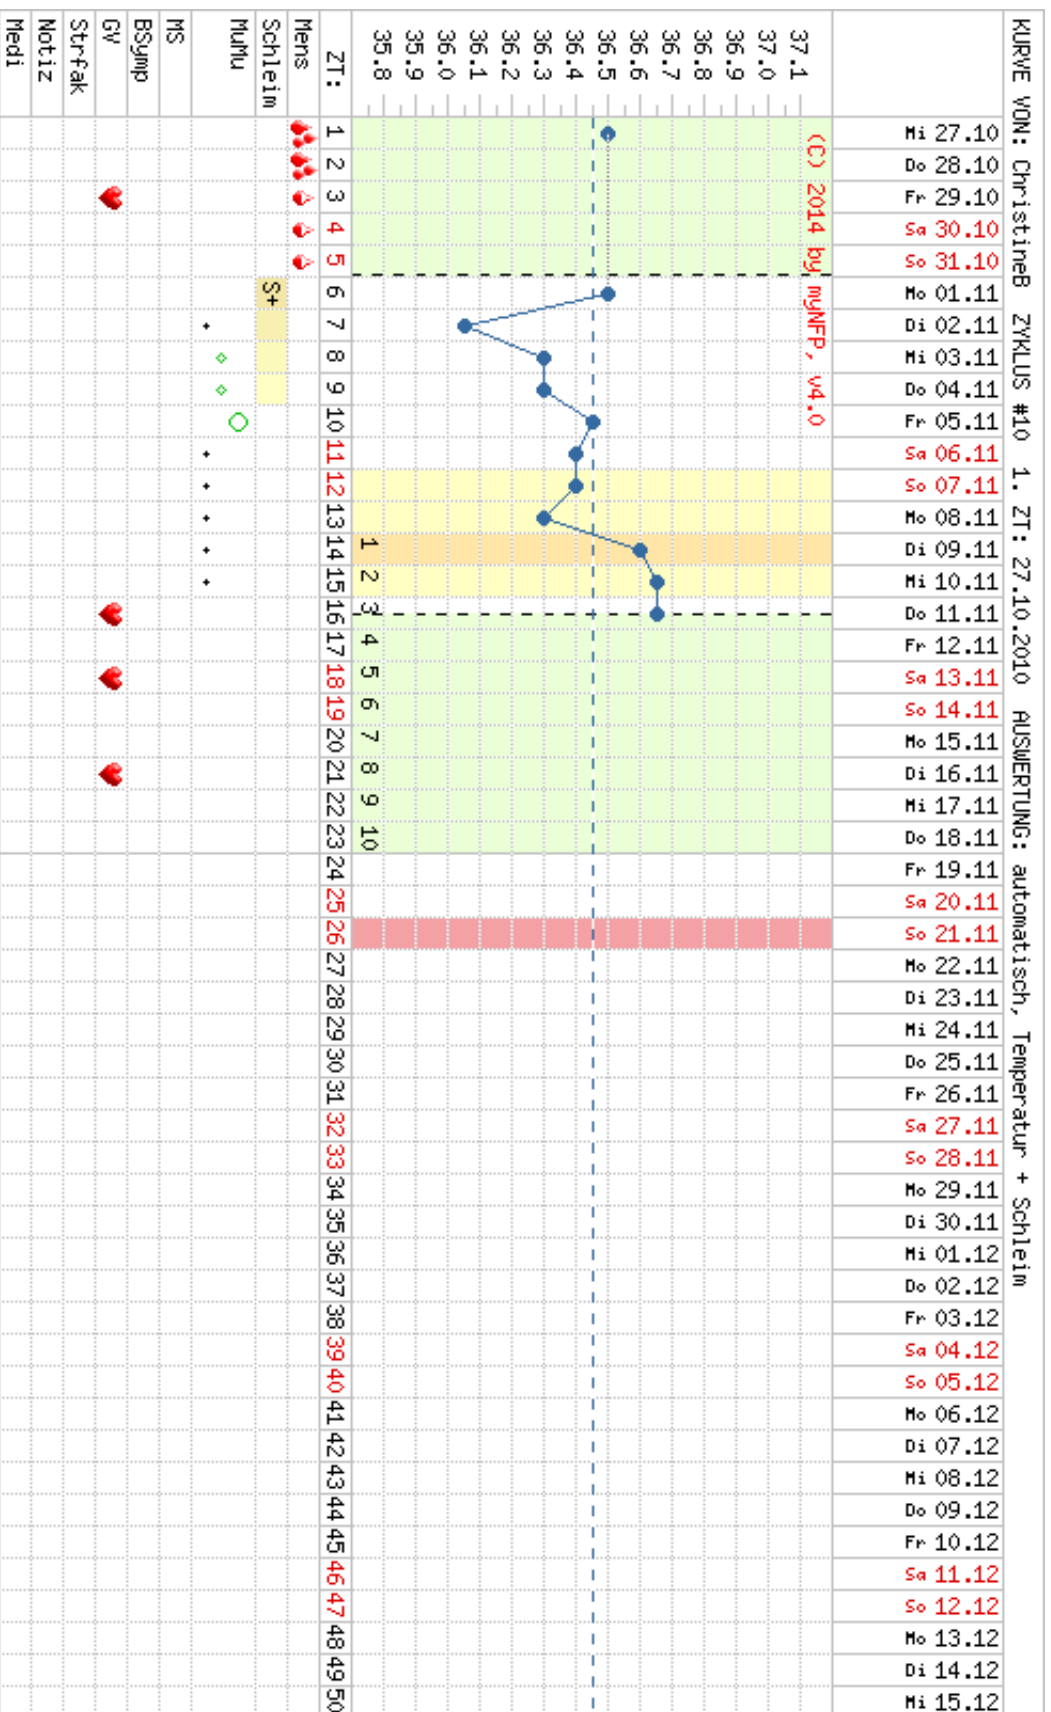 KURVE VON: ChristineB ZYKLUS #10 1. ZT: 27.10.2010 AUSWERTUNG: automatisch, Temperatur + Schleim
Mi 27.10 Do 28.10 Fr 29.10 Sa 30.10 So 31.10 Mo 01.11 Di 02.11 Mi 03.11 Do 04.11 Fr 05.11 Sa 06.11 So 07.11 Mo 08.11 Di 09.11 Mi 10.11 Do 11.11 Fr 12.11 Sa 13.11 So 14.11 Mo 15.11 Di 16.11 Mi 17.11 Do 18.11 Fr 19.11 Sa 20.11 So 21.11 Mo 22.11 Di 23.11 Mi 24.11 Do 25.11 Fr 26.11 Sa 27.11 So 28.11 Mo 29.11 Di 30.11 Mi 01.12 Do 02.12 Fr 03.12 Sa 04.12 So 05.12 Mo 06.12 Di 07.12 Mi 08.12 Do 09.12 Fr 10.12 Sa 11.12 So 12.12 Mo 13.12 Di 14.12 Mi 15.12
(C) 2014 by myNFP, v4.0
37.1
37.0
36.9
36.8
36.7
36.6
36.5
36.4
36.3
36.2
36.1
36.0
35.9
35.8
1 2 3 4 5 6 7 8 9 10
ZT: 1 2 3 4 5 6 7 8 9 10 11 12 13 14 15 16 17 18 19 20 21 22 23 24 25 26 27 28 29 30 31 32 33 34 35 36 37 38 39 40 41 42 43 44 45 46 47 48 49 50
Mens
Schleim S+
MuMu
MS
BSymp
GV
Strfak
Notiz
Medi